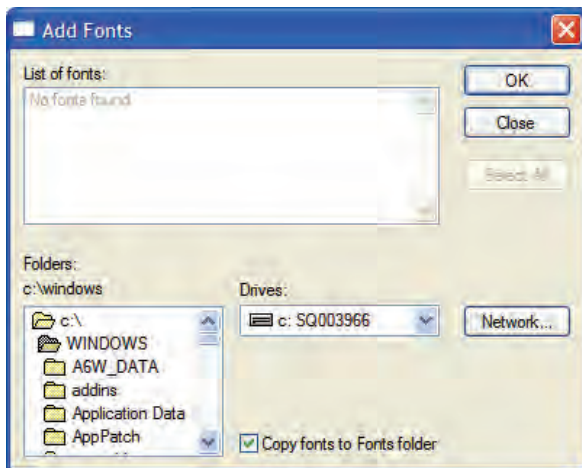 Add Fonts
List of fonts:
No fonts found
OK
Close
Select All
Folders:
c:\windows
Drives:
c:\
WINDOWS
A6W_DATA
addins
Application Data
AppPatch
c: SQ003966
Network...
Copy fonts to Fonts folder